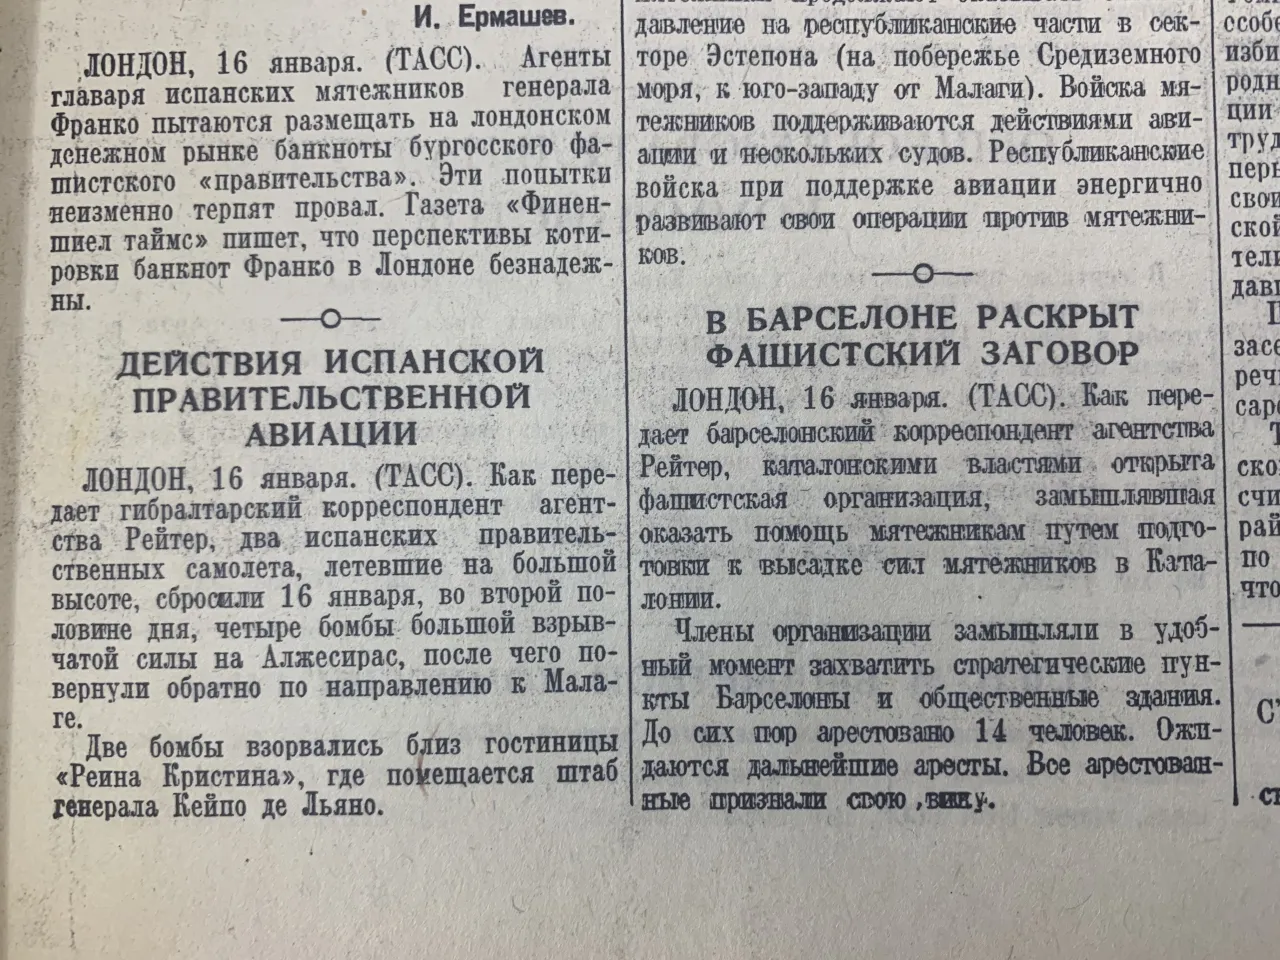 И. Ермашев.
ЛОНДОН, 16 января. (ТАСС). Агенты
главаря испанских мятежников генерала
Франко пытаются размещать на лондонском
денежном рынке банкноты бургосского фа-
шистского «правительства». Эти попытки
неизменно терпят провал. Газета «Финен-
шиел таймс» пишет, что перспективы коти-
ровки банкнот Франко в Лондоне безнадеж-
ны.
ДЕЙСТВИЯ ИСПАНСКОЙ
ПРАВИТЕЛЬСТВЕННОЙ
АВИАЦИИ
ЛОНДОН, 16 января. (ТАСС). Как пере-
дает гибралтарский корреспондент агент-
ства Рейтер, два испанских правитель-
ственных самолета, летевшие на большой
высоте, сбросили 16 января, во второй по-
ловине дня, четыре бомбы большой взрыв-
чатой силы на Алжесирас, после чего по-
вернули обратно по направлению к Мала-
ге.
Две бомбы взорвались близ гостиницы
«Реина Кристина», где помещается штаб
генерала Кейпо де Льяно.
давление на республиканские части в сек-
торе Эстепона (на побережье Средиземного
моря, к юго-западу от Малаги). Войска мя-
тежников поддерживаются действиями ави-
ации и нескольких судов. Республиканские
войска при поддержке авиации энергично
развивают свои операции против мятежни-
ков.
В БАРСЕЛОНЕ РАСКРЫТ
ФАШИСТСКИЙ ЗАГОВОР
ЛОНДОН, 16 января. (ТАСС). Как пере-
дает барселонский корреспондент агентства
Рейтер, каталонскими властями открыта
фашистская организация, замышлявшая
оказать помощь мятежникам путем подго-
товки к высадке сил мятежников в Ката-
лонии.
Члены организации замышляли в удоб-
ный момент захватить стратегические пун-
кты Барселоны и общественные здания.
До сих пор арестовано 14 человек. Ожи-
даются дальнейшие аресты. Все арестован-
ные признали свою вину.